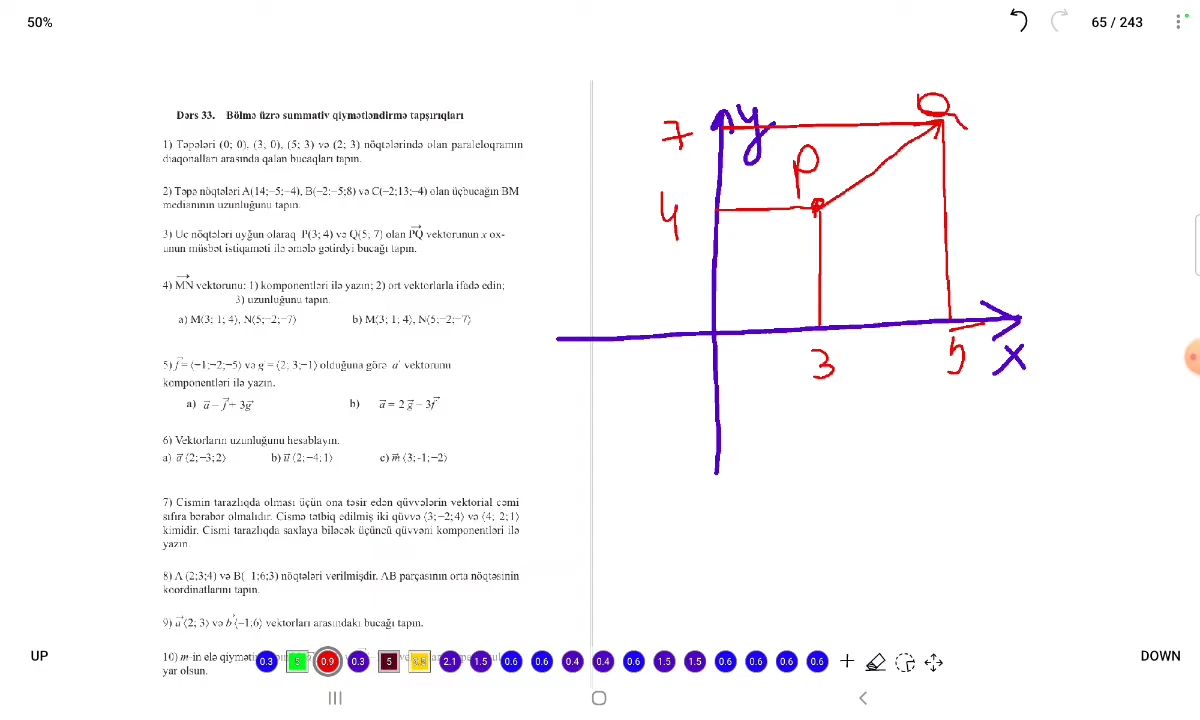 50%
65 / 243
Dərs 33. Bölmə üzrə summativ qiymətləndirmə tapşırıqları
1) Təpələri (0; 0), (3; 0), (5; 3) və (2; 3) nöqtələrində olan paraleloqramın
diaqonalları arasında qalan bucaqları tapın.
2) Təpə nöqtələri A(14;−5;−4), B(−2;−5;8) və C(−2;13;−4) olan üçbucağın BM
medianının uzunluğunu tapın.
3) Uc nöqtələri uyğun olaraq P(3; 4) və Q(5; 7) olan PQ vektorunun x ox-
unun müsbət istiqaməti ilə əmələ gətirdyi bucağı tapın.
4) MN vektorunu: 1) komponentləri ilə yazın; 2) ort vektorlarla ifadə edin;
3) uzunluğunu tapın.
a) M(3; 1; 4), N(5;−2;−7) b) M(3; 1; 4), N(5;−2;−7)
5) f = ⟨−1;−2;−5⟩ və g = ⟨2; 3;−1⟩ olduğuna görə a vektorunu
komponentləri ilə yazın.
a) a = f + 3g b) a = 2g − 3f
6) Vektorların uzunluğunu hesablayın.
a) a ⟨2;−3;2⟩ b) u ⟨2;−4;1⟩ c) m ⟨3;-1;−2⟩
7) Cismin tarazlıqda olması üçün ona təsir edən qüvvələrin vektorial cəmi
sıfıra bərabər olmalıdır. Cismə tətbiq edilmiş iki qüvvə ⟨3;−2;4⟩ və ⟨4; 2;1⟩
kimidir. Cismi tarazlıqda saxlaya biləcək üçüncü qüvvəni komponentləri ilə
yazın.
8) A (2;3;4) və B( 1;6;3) nöqtələri verilmişdir. AB parçasının orta nöqtəsinin
koordinatlarını tapın.
9) a ⟨2; 3⟩ və b ⟨−1;6⟩ vektorları arasındakı bucağı tapın.
10) m-in elə qiymətin
yar olsun.
7
y
Q
P
4
3
5
x
UP
DOWN
0.3 5 0.9 0.3 5 2.1 1.5 0.6 0.6 0.4 0.4 0.6 1.5 1.5 0.6 0.6 0.6 0.6